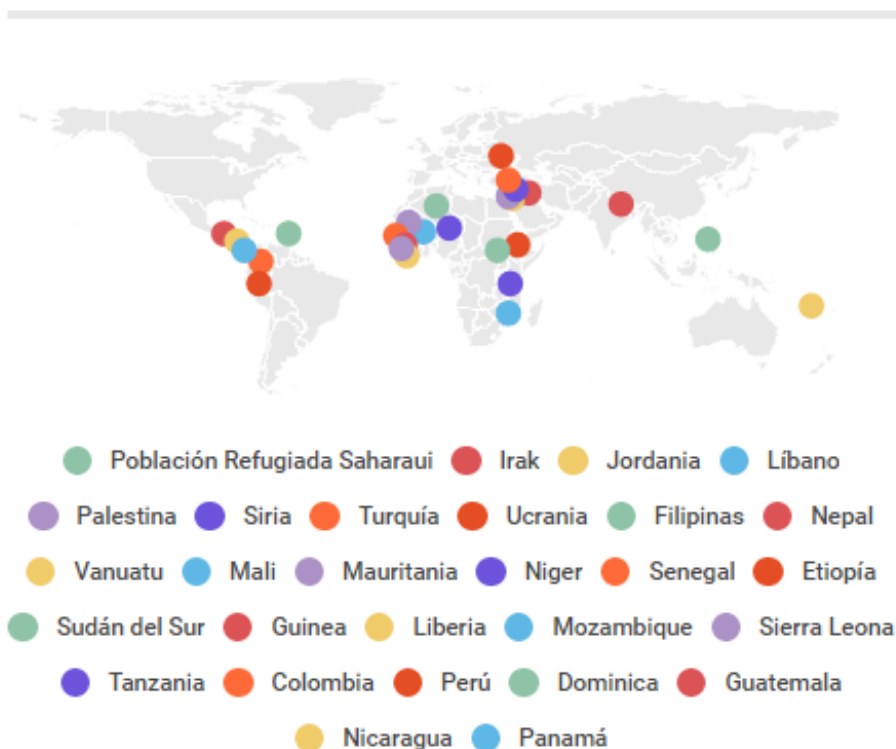 Población Refugiada Saharaui Irak Jordania Líbano
Palestina Siria Turquía Ucrania Filipinas Nepal
Vanuatu Mali Mauritania Niger Senegal Etiopía
Sudán del Sur Guinea Liberia Mozambique Sierra Leona
Tanzania Colombia Perú Dominica Guatemala
Nicaragua Panamá